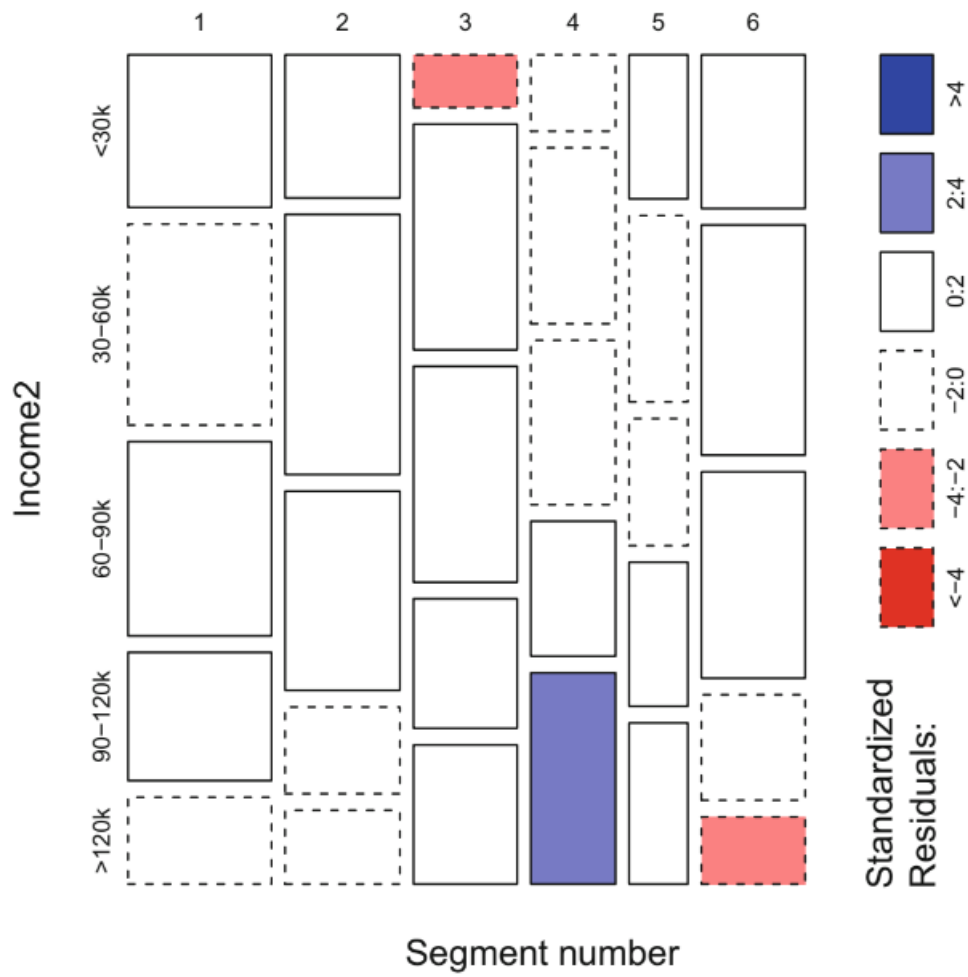 1 2 3 4 5 6
<30k
30−60k
60−90k
90−120k
>120k
Income2
Segment number
Standardized
Residuals:
<−4
−4:−2
−2:0
0:2
2:4
>4